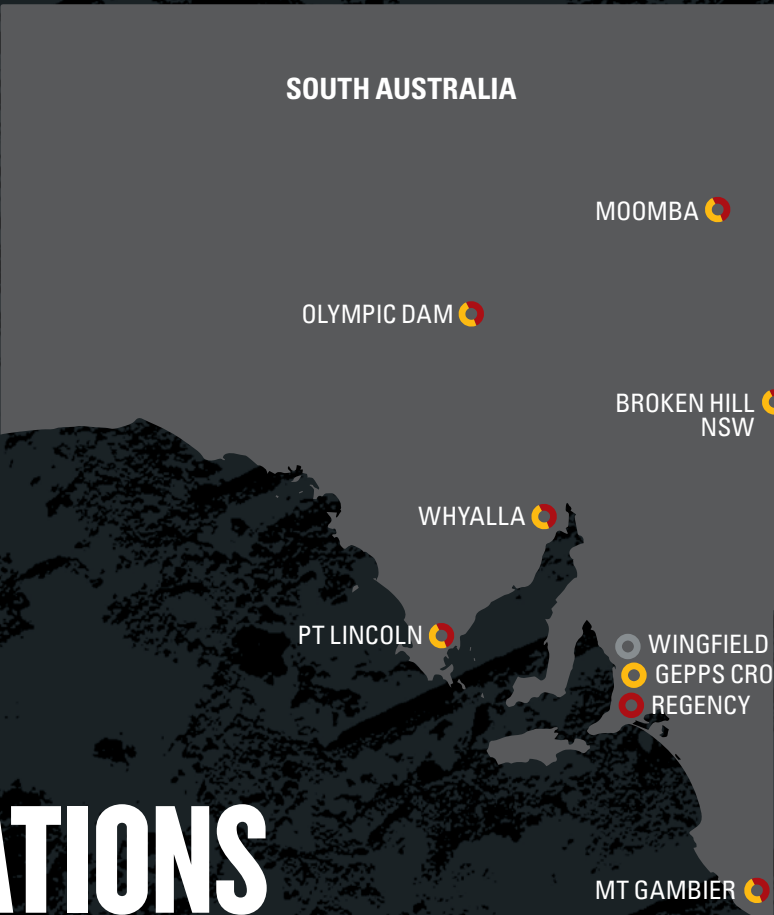 SOUTH AUSTRALIA
MOOMBA
OLYMPIC DAM
BROKEN HILL
NSW
WHYALLA
PT LINCOLN
WINGFIELD
GEPPS CRO
REGENCY
ATIONS
MT GAMBIER